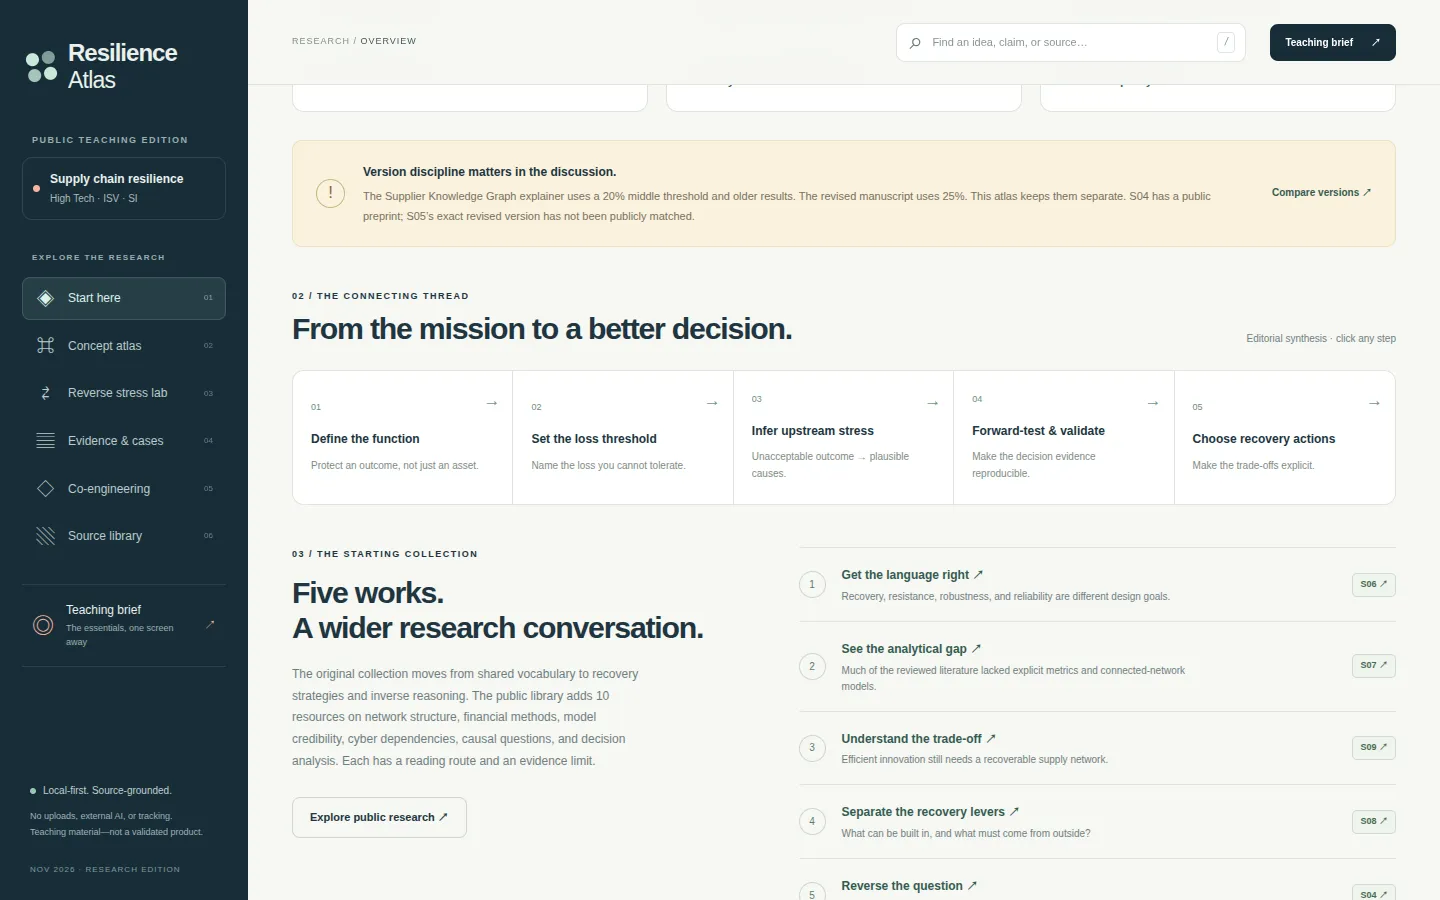 Resilience
Atlas
PUBLIC TEACHING EDITION
Supply chain resilience
High Tech · ISV · SI
EXPLORE THE RESEARCH
Start here 01
Concept atlas 02
Reverse stress lab 03
Evidence & cases 04
Co-engineering 05
Source library 06
Teaching brief
The essentials, one screen
away
↗
Local-first. Source-grounded.
No uploads, external AI, or tracking.
Teaching material—not a validated product.
NOV 2026 · RESEARCH EDITION
RESEARCH / OVERVIEW
Find an idea, claim, or source…
/
Teaching brief ↗
!
Version discipline matters in the discussion.
The Supplier Knowledge Graph explainer uses a 20% middle threshold and older results. The revised manuscript uses 25%. This atlas keeps them separate. S04 has a public
preprint; S05’s exact revised version has not been publicly matched.
Compare versions ↗
02 / THE CONNECTING THREAD
From the mission to a better decision.
Editorial synthesis · click any step
01 →
Define the function
Protect an outcome, not just an asset.
02 →
Set the loss threshold
Name the loss you cannot tolerate.
03 →
Infer upstream stress
Unacceptable outcome → plausible
causes.
04 →
Forward-test & validate
Make the decision evidence
reproducible.
05 →
Choose recovery actions
Make the trade-offs explicit.
03 / THE STARTING COLLECTION
Five works.
A wider research conversation.
The original collection moves from shared vocabulary to recovery
strategies and inverse reasoning. The public library adds 10
resources on network structure, financial methods, model
credibility, cyber dependencies, causal questions, and decision
analysis. Each has a reading route and an evidence limit.
Explore public research ↗
1
Get the language right ↗
Recovery, resistance, robustness, and reliability are different design goals.
S06 ↗
2
See the analytical gap ↗
Much of the reviewed literature lacked explicit metrics and connected-network
models.
S07 ↗
3
Understand the trade-off ↗
Efficient innovation still needs a recoverable supply network.
S09 ↗
4
Separate the recovery levers ↗
What can be built in, and what must come from outside?
S08 ↗
5
Reverse the question ↗
S04 ↗